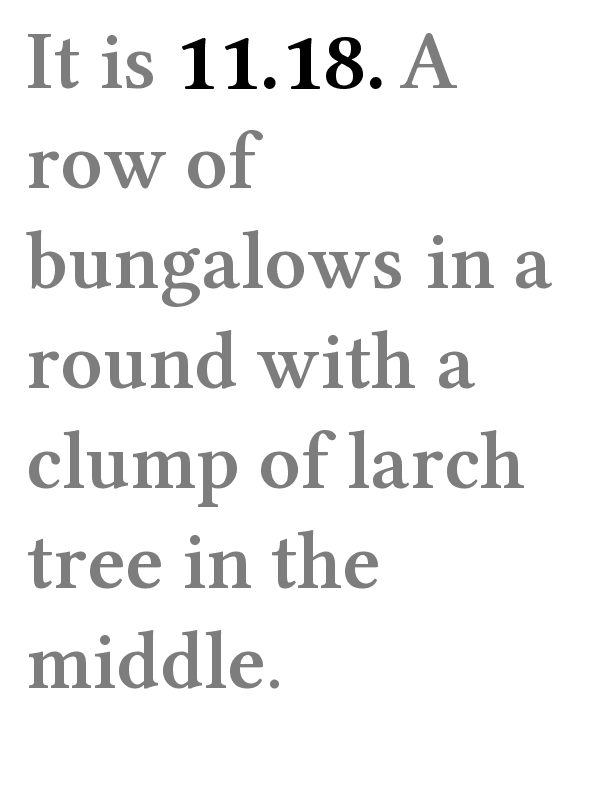 It is 11.18. A
row of
bungalows in a
round with a
clump of larch
tree in the
middle.